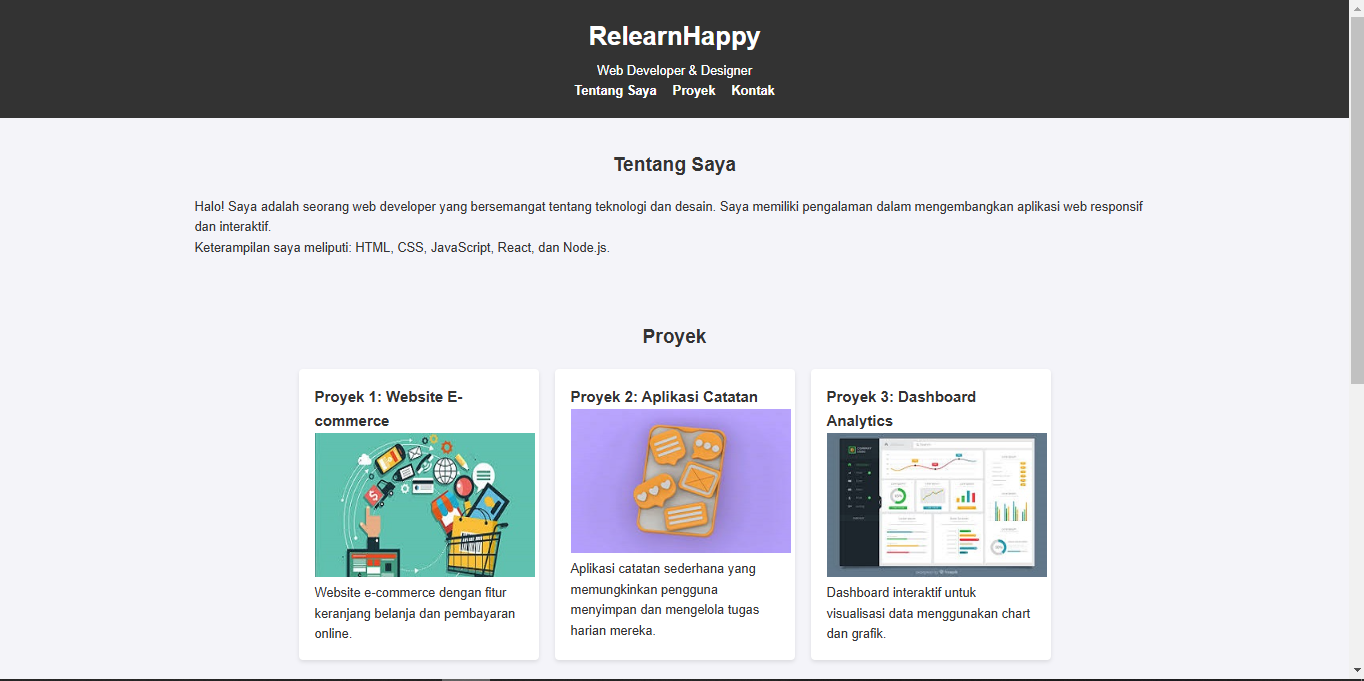 RelearnHappy
Web Developer & Designer
Tentang Saya Proyek Kontak
Tentang Saya
Halo! Saya adalah seorang web developer yang bersemangat tentang teknologi dan desain. Saya memiliki pengalaman dalam mengembangkan aplikasi web responsif
dan interaktif.
Keterampilan saya meliputi: HTML, CSS, JavaScript, React, dan Node.js.
Proyek
Proyek 1: Website E-
commerce
Website e-commerce dengan fitur
keranjang belanja dan pembayaran
online.
Proyek 2: Aplikasi Catatan
Aplikasi catatan sederhana yang
memungkinkan pengguna
menyimpan dan mengelola tugas
harian mereka.
Proyek 3: Dashboard
Analytics
Dashboard interaktif untuk
visualisasi data menggunakan chart
dan grafik.